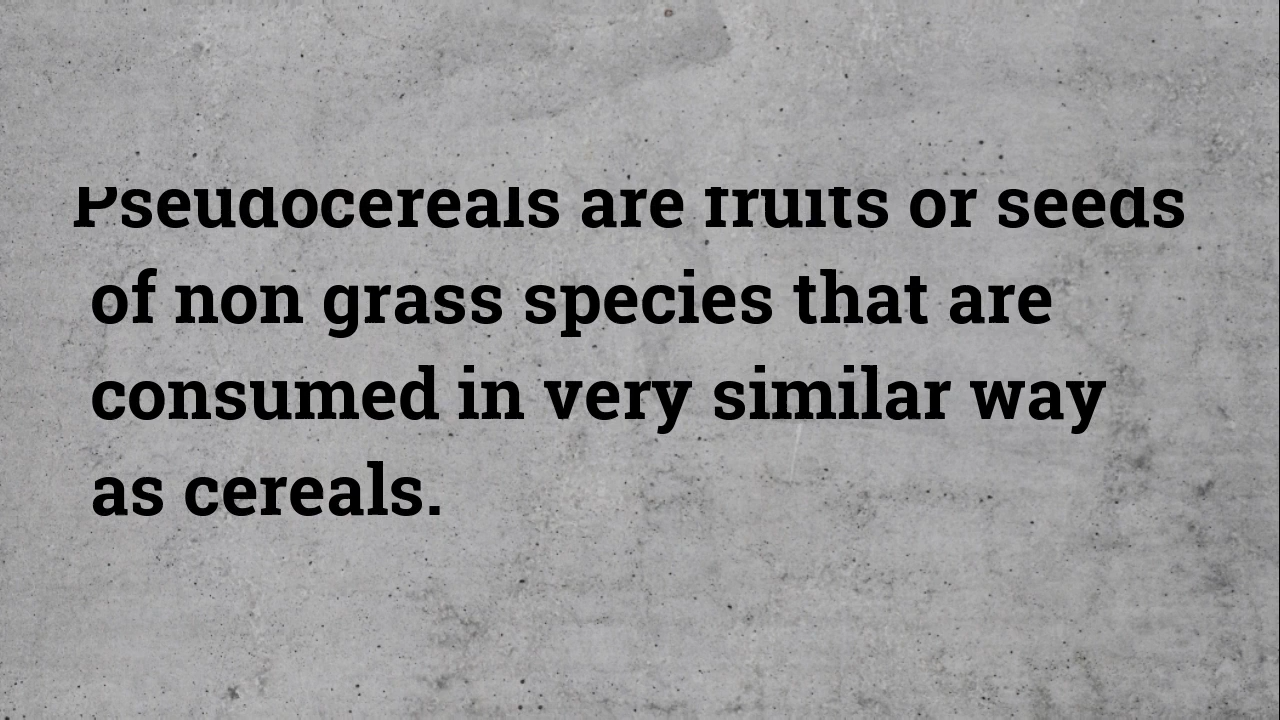 Pseudocereals are fruits or seeds
of non grass species that are
consumed in very similar way
as cereals.